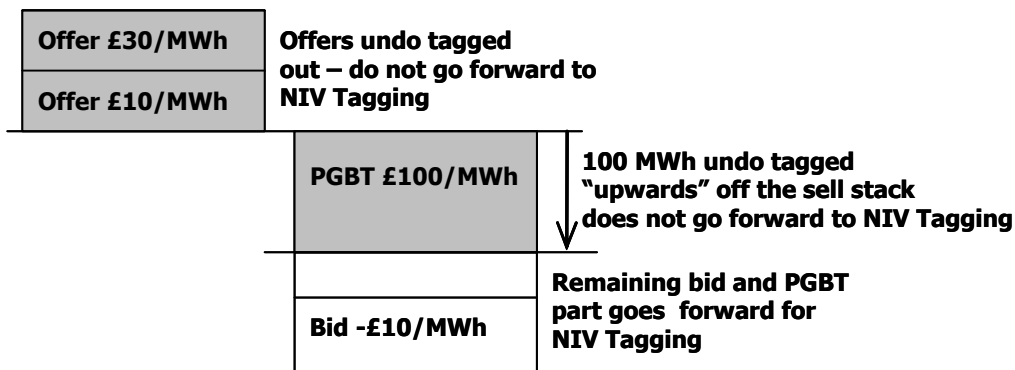 Offer £30/MWh
Offer £10/MWh
Offers undo tagged
out – do not go forward to
NIV Tagging
PGBT £100/MWh
100 MWh undo tagged
“upwards” off the sell stack
does not go forward to NIV Tagging
Remaining bid and PGBT
part goes  forward for
NIV Tagging
Bid -£10/MWh